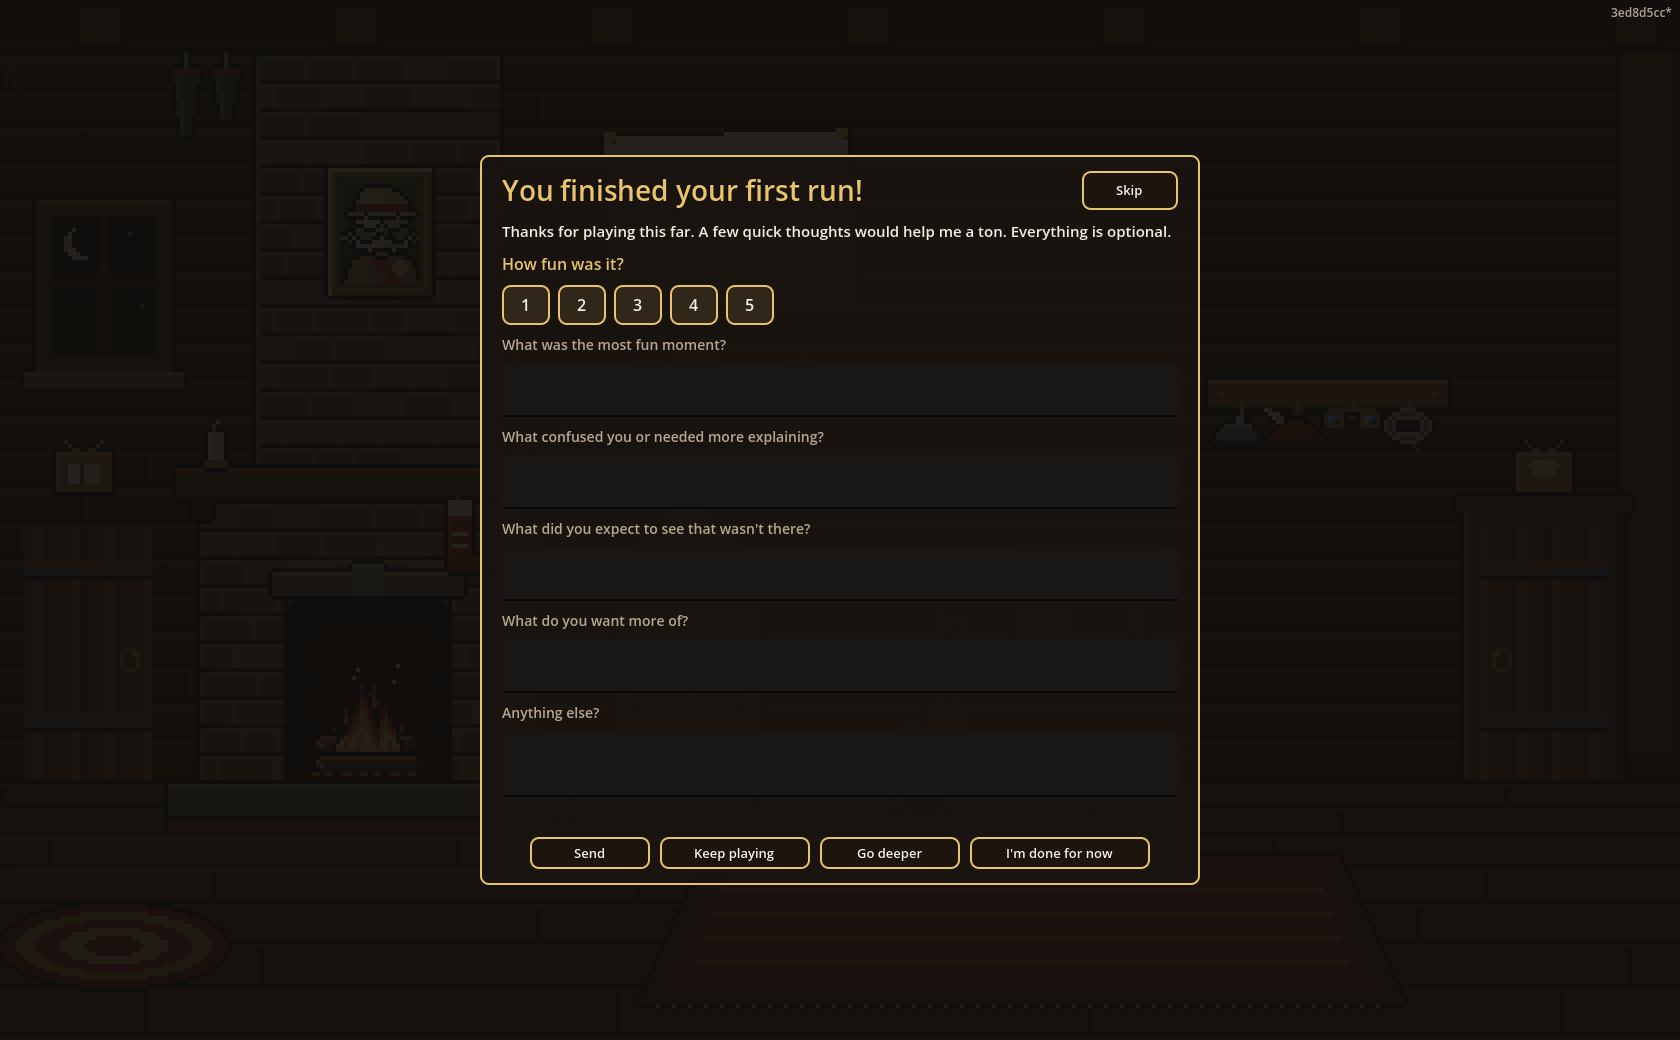 3ed8d5cc*
You finished your first run!
Skip
Thanks for playing this far. A few quick thoughts would help me a ton. Everything is optional.
How fun was it?
1 2 3 4 5
What was the most fun moment?
What confused you or needed more explaining?
What did you expect to see that wasn't there?
What do you want more of?
Anything else?
Send Keep playing Go deeper I'm done for now